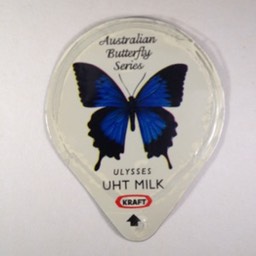 Australian
Butterfly
Series
ULYSSES
UHT MILK
KRAFT